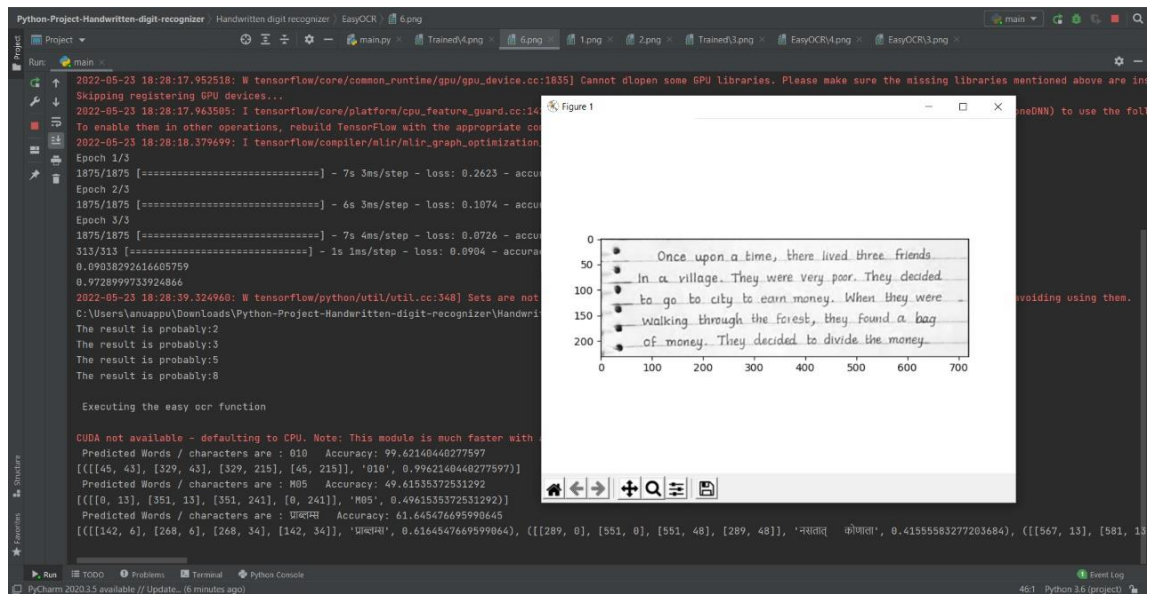 Python-Project-Handwritten-digit-recognizer Handwritten digit recognizer EasyOCR 6.png main
Project main.py Trained\4.png 6.png 1.png 2.png Trained\3.png EasyOCR\4.png EasyOCR\3.png
Run: main
2022-05-23 18:28:17.952518: W tensorflow/core/common_runtime/gpu/gpu_device.cc:1835] Cannot dlopen some GPU libraries. Please make sure the missing libraries mentioned above are ins
Skipping registering GPU devices...
2022-05-23 18:28:17.963505: I tensorflow/core/platform/cpu_feature_guard.cc:14 oneDNN) to use the foll
To enable them in other operations, rebuild TensorFlow with the appropriate co
2022-05-23 18:28:18.379699: I tensorflow/compiler/mlir/mlir_graph_optimization_
Epoch 1/3
1875/1875 [==============================] - 7s 3ms/step - loss: 0.2623 - accu
Epoch 2/3
1875/1875 [==============================] - 6s 3ms/step - loss: 0.1074 - accu
Epoch 3/3
1875/1875 [==============================] - 7s 4ms/step - loss: 0.0726 - accu
313/313 [==============================] - 1s 1ms/step - loss: 0.0904 - accura
0.09038292616605759
0.9728999733924866
2022-05-23 18:28:39.324960: W tensorflow/python/util/util.cc:348] Sets are not voiding using them.
C:\Users\anuappu\Downloads\Python-Project-Handwritten-digit-recognizer\Handwri
The result is probably:2
The result is probably:3
The result is probably:5
The result is probably:8
Executing the easy ocr function
CUDA not available - defaulting to CPU. Note: This module is much faster with
Predicted Words / characters are : 010 Accuracy: 99.62140440277597
[([[45, 43], [329, 43], [329, 215], [45, 215]], '010', 0.9962140440277597)]
Predicted Words / characters are : M05 Accuracy: 49.61535372531292
[([[0, 13], [351, 13], [351, 241], [0, 241]], 'M05', 0.4961535372531292)]
Predicted Words / characters are : प्राब्लम्स Accuracy: 61.645476695990645
[([[142, 6], [268, 6], [268, 34], [142, 34]], 'प्राब्लम्स', 0.6164547669599064), ([[289, 0], [551, 0], [551, 48], [289, 48]], 'नसतात् कोणाता', 0.41555583277203684), ([[567, 13], [581, 13
Figure 1
0
50
100
150
200
Once upon a time, there lived three friends
In a village. They were very poor. They decided
to go to city to earn money. When they were
walking through the forest, they found a bag
of money. They decided to divide the money
0 100 200 300 400 500 600 700
Structure
Favorites
Run TODO Problems Terminal Python Console Event Log
PyCharm 2020.3.5 available // Update... (6 minutes ago) 46:1 Python 3.6 (project)